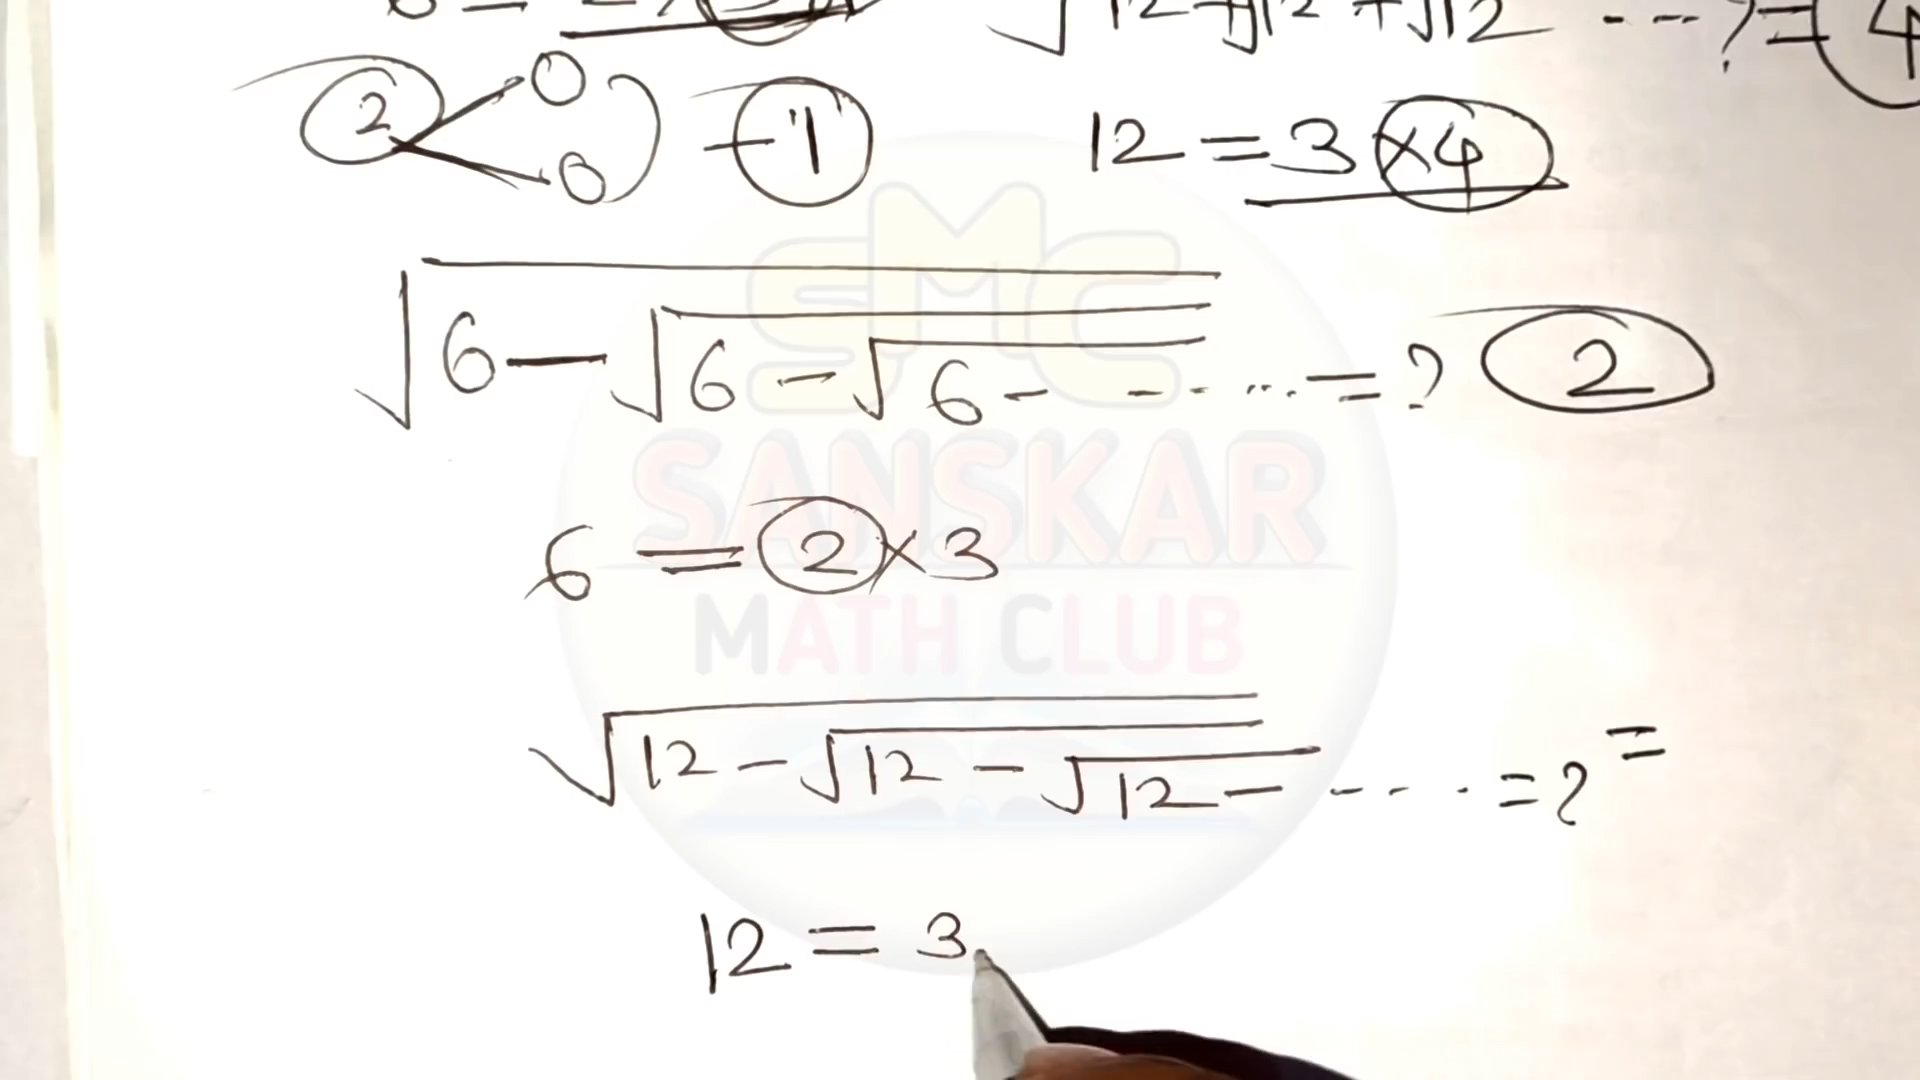 √12+√12+√12 ---? = 4
2 0 0 -1
12 = 3×4
√6-√6-√6- -----=? 2
SMC
SANSKAR
6 = 2×3
MATH CLUB
√12-√12-√12- ----=? =
12 = 3